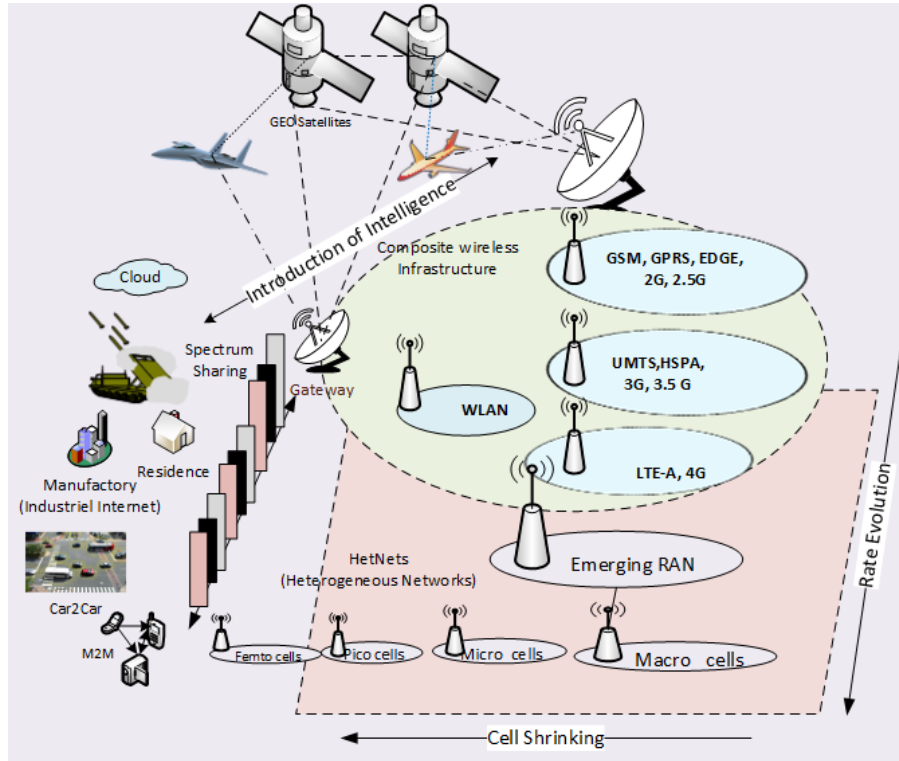 GEO Satellites
Introduction of Intelligence
Composite wireless
Infrastructure
GSM, GPRS, EDGE,
2G, 2.5G
Cloud
Spectrum
Sharing
Gateway
UMTS,HSPA,
3G, 3.5 G
WLAN
Residence
Manufactory
(Industriel Internet)
LTE-A, 4G
Rate Evolution
HetNets
(Heterogeneous Networks)
Emerging RAN
Car2Car
M2M
Femto cells
Pico cells
Micro cells
Macro cells
Cell Shrinking